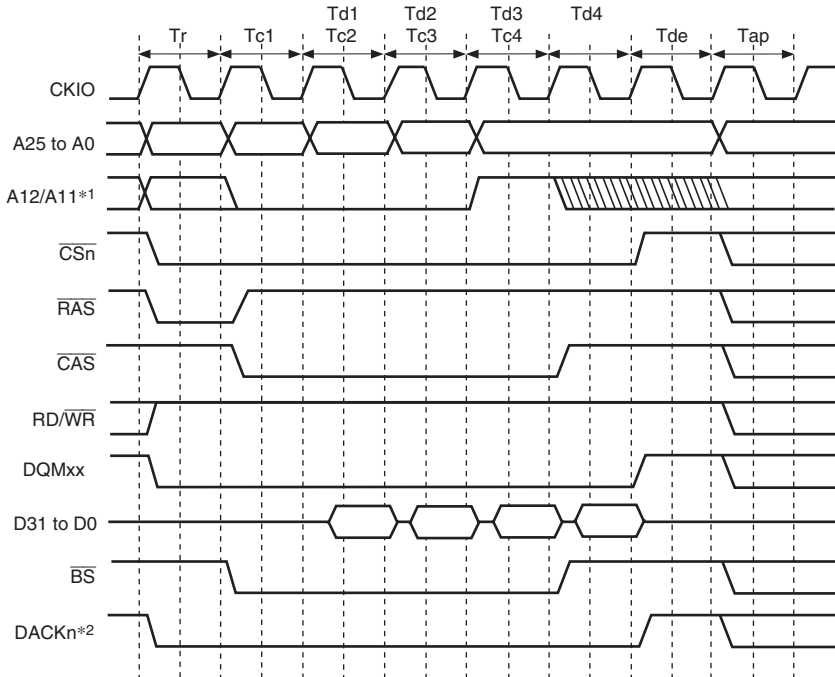 Td1 Td2 Td3 Td4
Tr Tc1 Tc2 Tc3 Tc4 Tde Tap
CKIO
A25 to A0
A12/A11*1
CSn
RAS
CAS
RD/WR
DQMxx
D31 to D0
BS
DACKn*2